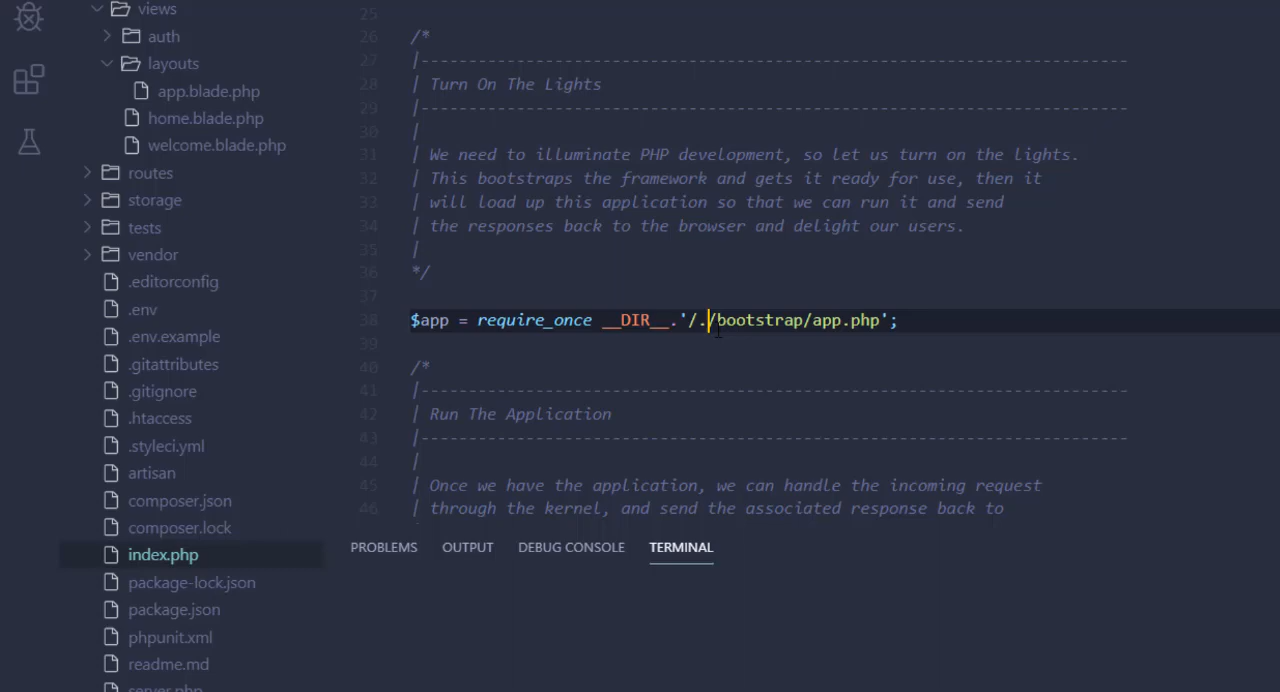 views
auth
layouts
app.blade.php
home.blade.php
welcome.blade.php
routes
storage
tests
vendor
.editorconfig
.env
.env.example
.gitattributes
.gitignore
.htaccess
.styleci.yml
artisan
composer.json
composer.lock
index.php
package-lock.json
package.json
phpunit.xml
readme.md
server.php
25
26 /*
27 |--------------------------------------------------------------------------
28 | Turn On The Lights
29 |--------------------------------------------------------------------------
30 |
31 | We need to illuminate PHP development, so let us turn on the lights.
32 | This bootstraps the framework and gets it ready for use, then it
33 | will load up this application so that we can run it and send
34 | the responses back to the browser and delight our users.
35 |
36 */
37
38 $app = require_once __DIR__.'/./bootstrap/app.php';
39
40 /*
41 |--------------------------------------------------------------------------
42 | Run The Application
43 |--------------------------------------------------------------------------
44 |
45 | Once we have the application, we can handle the incoming request
46 | through the kernel, and send the associated response back to
PROBLEMS OUTPUT DEBUG CONSOLE TERMINAL